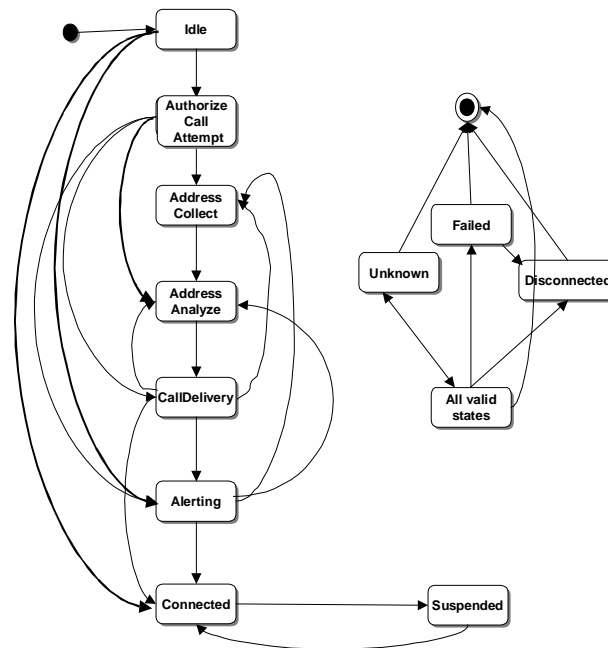 Idle
Authorize
Call
Attempt
Address
Collect
Address
Analyze
CallDelivery
Alerting
Connected
Suspended
Failed
Unknown
Disconnected
All valid
states